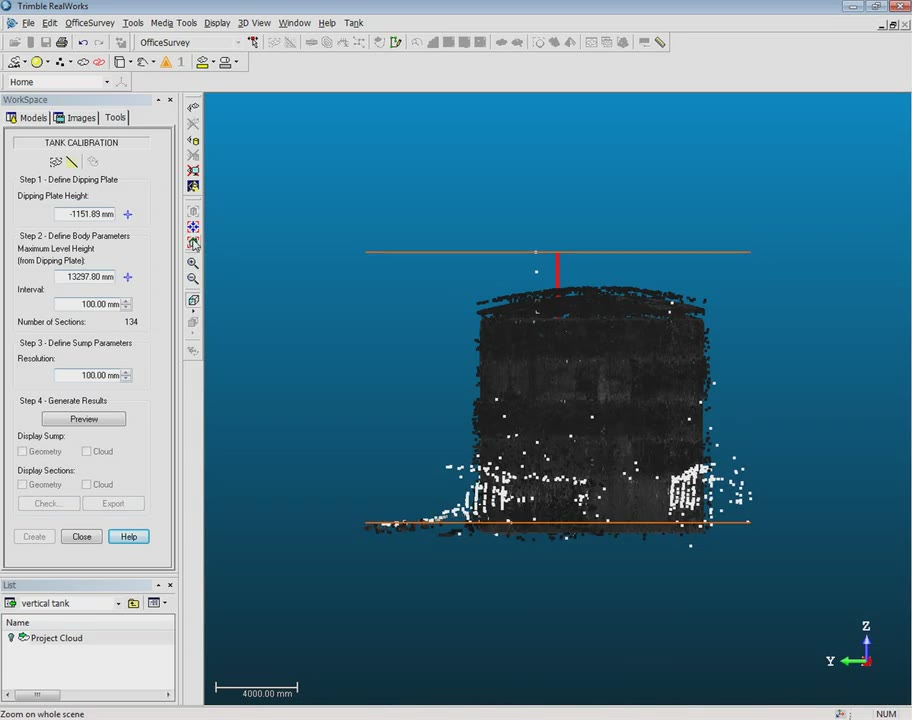 Trimble RealWorks
File Edit OfficeSurvey Tools Media Tools Display 3D View Window Help Tank
OfficeSurvey
1
Home
WorkSpace
Models Images Tools
TANK CALIBRATION
Step 1 - Define Dipping Plate
Dipping Plate Height:
-1151.89 mm
Step 2 - Define Body Parameters
Maximum Level Height
(from Dipping Plate):
13297.80 mm
Interval:
100.00 mm
Number of Sections: 134
Step 3 - Define Sump Parameters
Resolution:
100.00 mm
Step 4 - Generate Results
Preview
Display Sump:
Geometry Cloud
Display Sections:
Geometry Cloud
Check... Export
Create Close Help
List
vertical tank
Name
Project Cloud
Z
Y
4000.00 mm
Zoom on whole scene
NUM